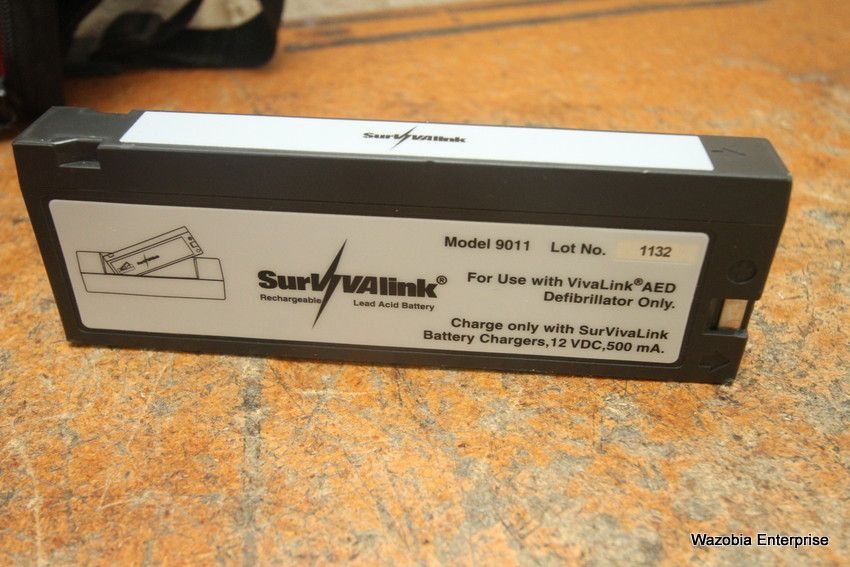 SurVIVAlink
Model 9011 Lot No. 1132
SurVIVAlink®
Rechargeable Lead Acid Battery
For Use with VivaLink® AED
Defibrillator Only.
Charge only with SurVivaLink
Battery Chargers,12 VDC,500 mA.
Wazobia Enterprise